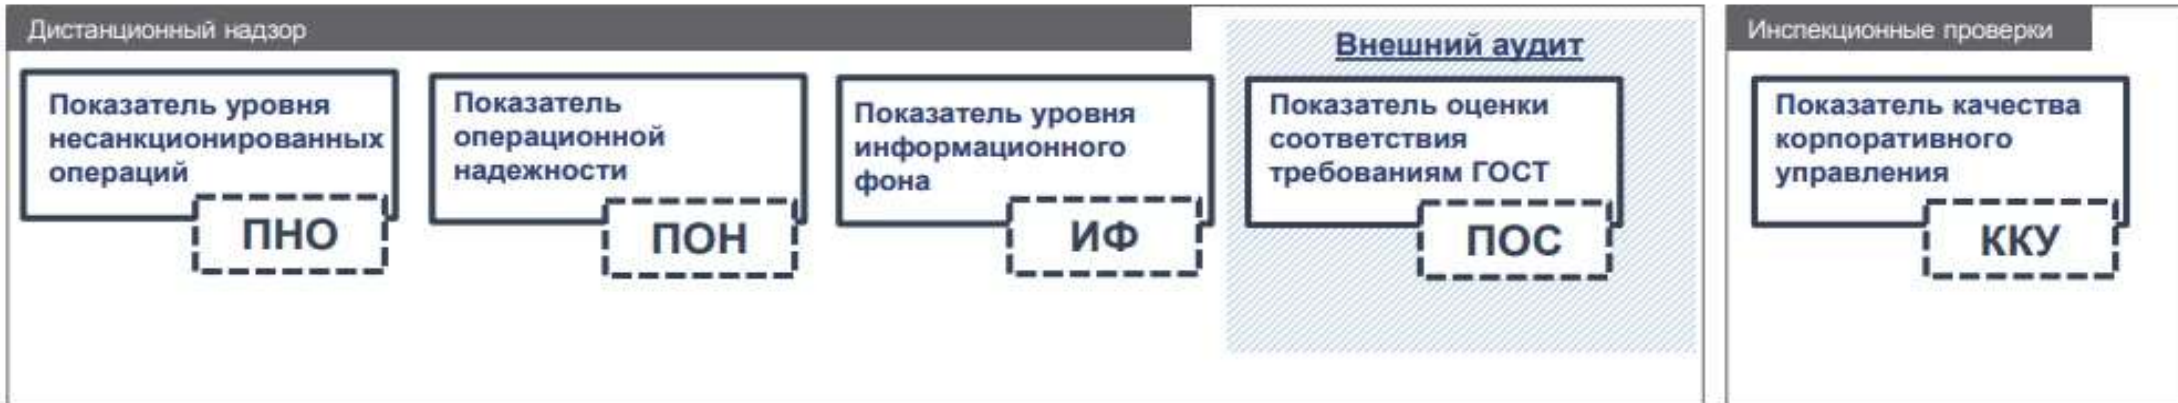 Дистанционный надзор
Внешний аудит
Инспекционные проверки
Показатель уровня
несанкционированных
операций
ПНО
Показатель
операционной
надежности
ПОН
Показатель уровня
информационного
фона
ИФ
Показатель оценки
соответствия
требованиям ГОСТ
ПОС
Показатель качества
корпоративного
управления
ККУ